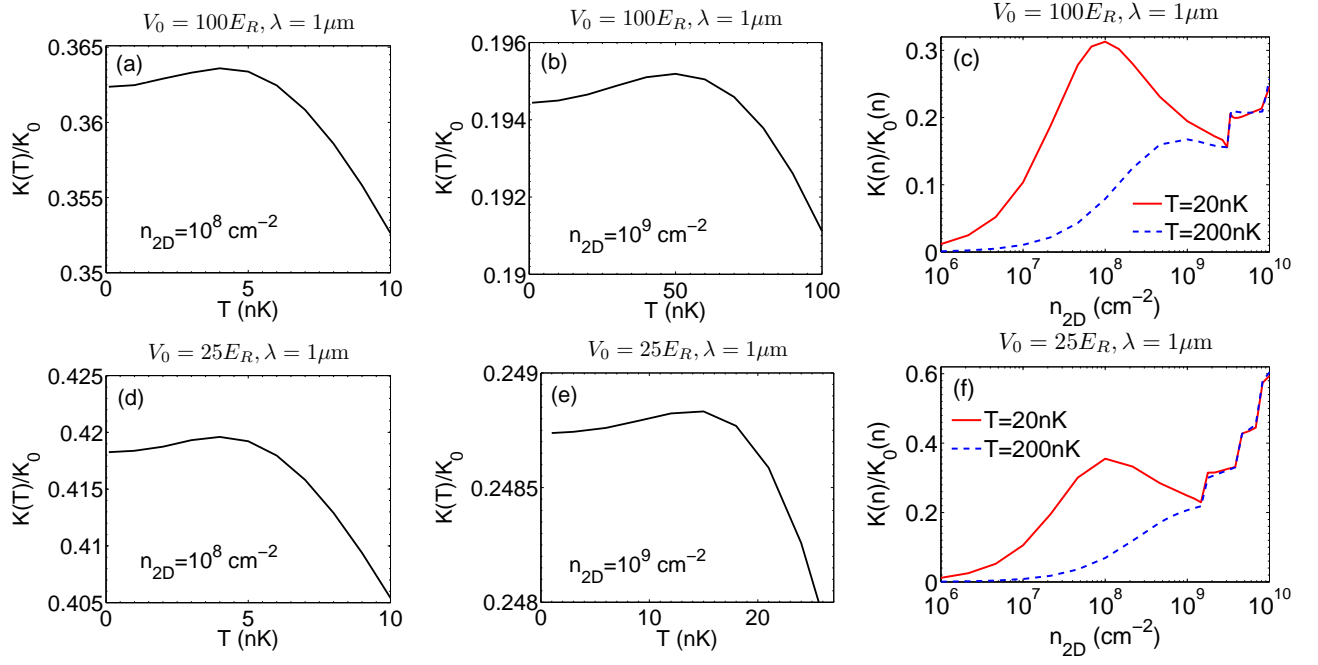 V₀ = 100E_R, λ = 1μm
(a)
K(T)/K₀
0.365
0.36
0.355
0.35
n₂D=10⁸ cm⁻²
0
5
10
T (nK)
V₀ = 100E_R, λ = 1μm
(b)
K(T)/K₀
0.196
0.194
0.192
0.19
n₂D=10⁹ cm⁻²
0
50
100
T (nK)
V₀ = 100E_R, λ = 1μm
(c)
K(n)/K₀(n)
0.3
0.2
0.1
0
T=20nK
T=200nK
10⁶
10⁷
10⁸
10⁹
10¹⁰
n₂D (cm⁻²)
V₀ = 25E_R, λ = 1μm
(d)
K(T)/K₀
0.425
0.42
0.415
0.41
0.405
n₂D=10⁸ cm⁻²
0
5
10
T (nK)
V₀ = 25E_R, λ = 1μm
(e)
K(T)/K₀
0.249
0.2485
0.248
n₂D=10⁹ cm⁻²
0
10
20
T (nK)
V₀ = 25E_R, λ = 1μm
(f)
K(n)/K₀(n)
0.6
0.4
0.2
0
T=20nK
T=200nK
10⁶
10⁷
10⁸
10⁹
10¹⁰
n₂D (cm⁻²)